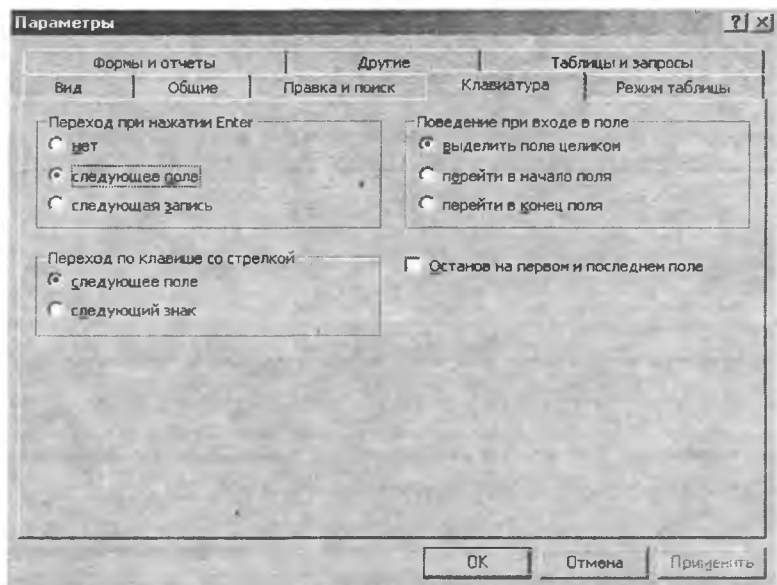 Параметры
Формы и отчеты Другие Таблицы и запросы
Вид Общие Правка и поиск Клавиатура Режим таблицы
Переход при нажатии Enter
нет
следующее поле
следующая запись
Поведение при входе в поле
выделить поле целиком
перейти в начало поля
перейти в конец поля
Переход по клавише со стрелкой
следующее поле
следующий знак
Останов на первом и последнем поле
ОК Отмена Применить